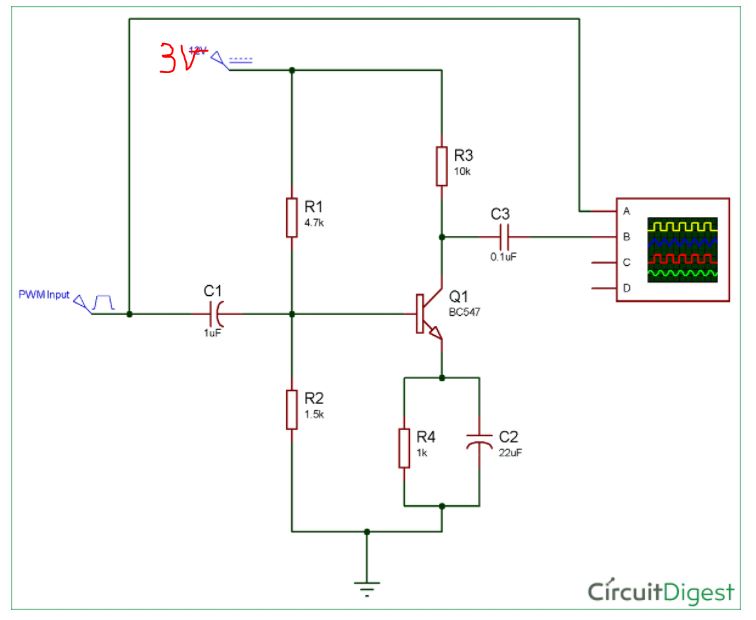 3V
12V
R3
10k
R1
4.7k
C3
0.1uF
A
B
C
D
PWM Input
C1
1uF
Q1
BC547
R2
1.5k
R4
1k
C2
22uF
CircuitDigest